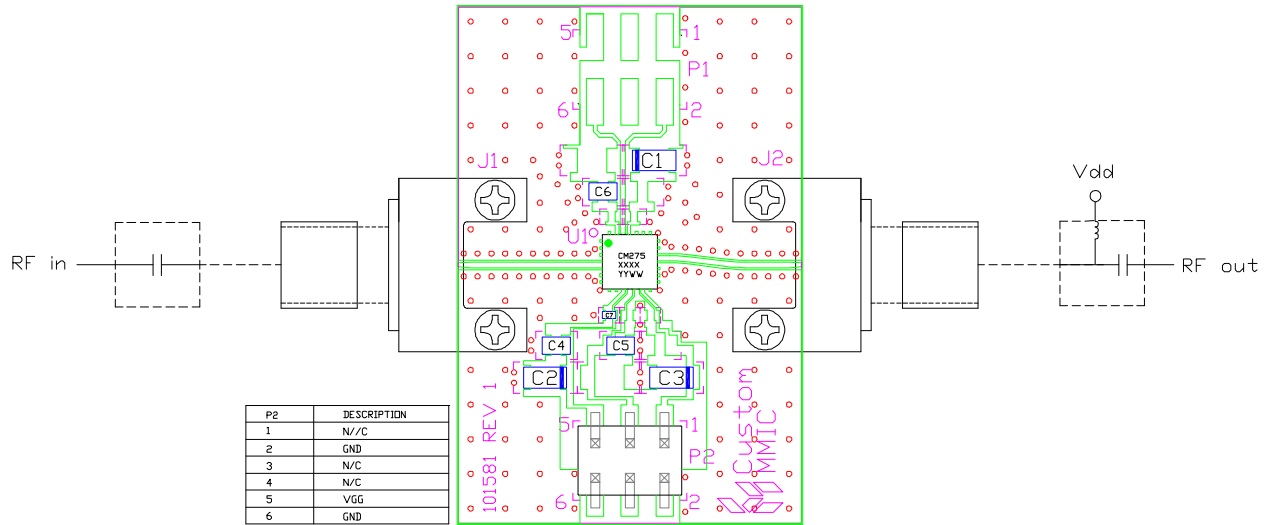 5 1
P1
6 2
J1 C1 J2
C6
Vdd
U1
CM275
XXXX
YYWW
RF in RF out
C7
C4 C5
C2 C3
P2 DESCRIPTION
1 N//C
2 GND
3 N/C
4 N/C
5 VGG
6 GND
101581 REV 1
5 1
P2
6 2
Custom
MMIC